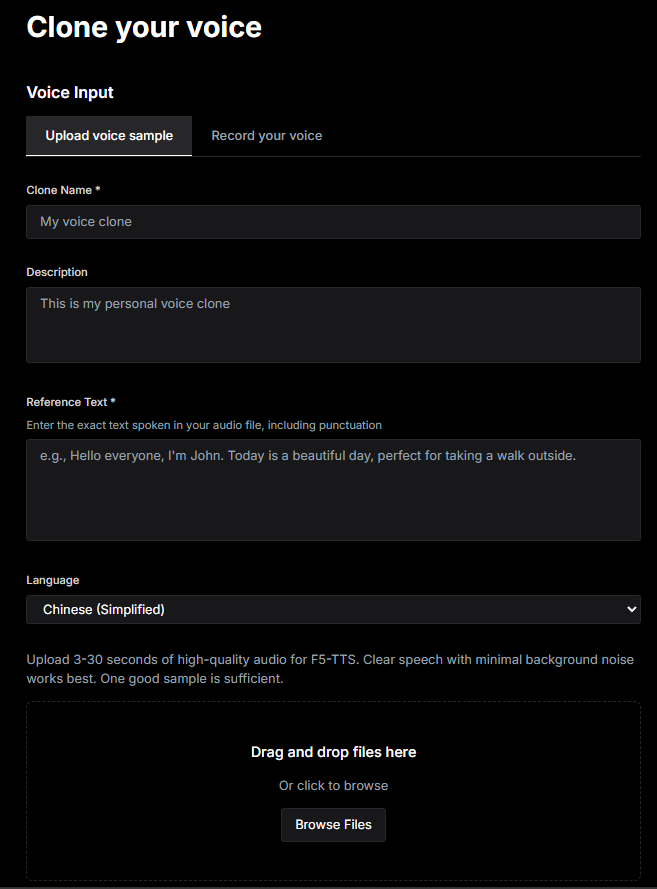 Clone your voice
Voice Input
Upload voice sample
Record your voice
Clone Name *
My voice clone
Description
This is my personal voice clone
Reference Text *
Enter the exact text spoken in your audio file, including punctuation
e.g., Hello everyone, I'm John. Today is a beautiful day, perfect for taking a walk outside.
Language
Chinese (Simplified)
Upload 3-30 seconds of high-quality audio for F5-TTS. Clear speech with minimal background noise
works best. One good sample is sufficient.
Drag and drop files here
Or click to browse
Browse Files